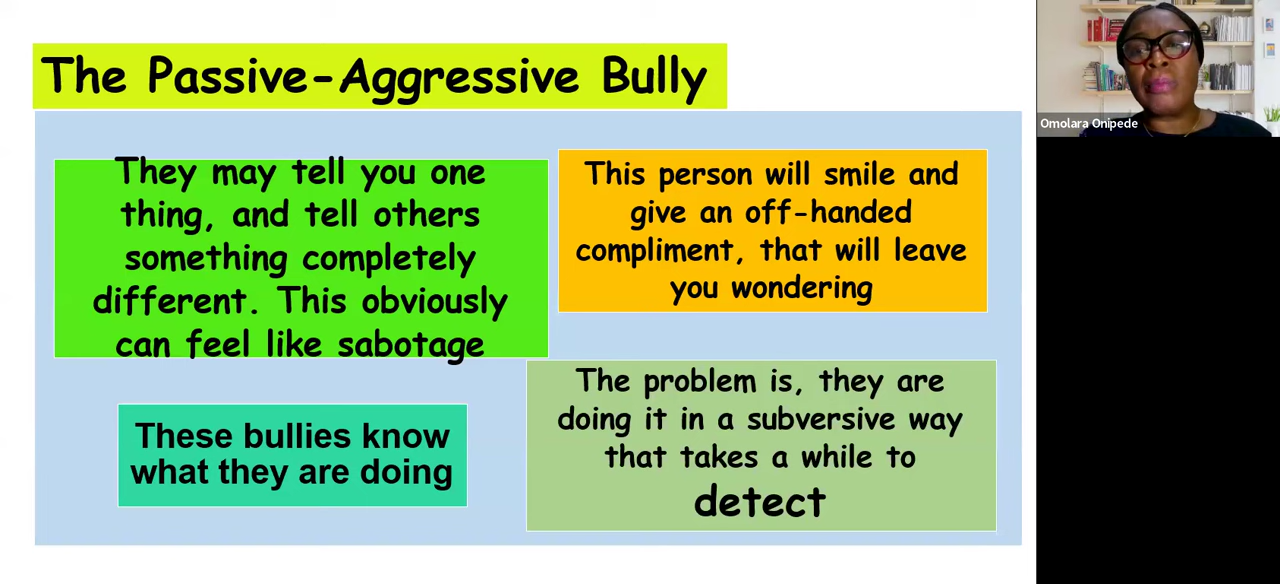 The Passive-Aggressive Bully
They may tell you one
thing, and tell others
something completely
different. This obviously
can feel like sabotage
This person will smile and
give an off-handed
compliment, that will leave
you wondering
These bullies know
what they are doing
The problem is, they are
doing it in a subversive way
that takes a while to
detect
Omolara Onipede